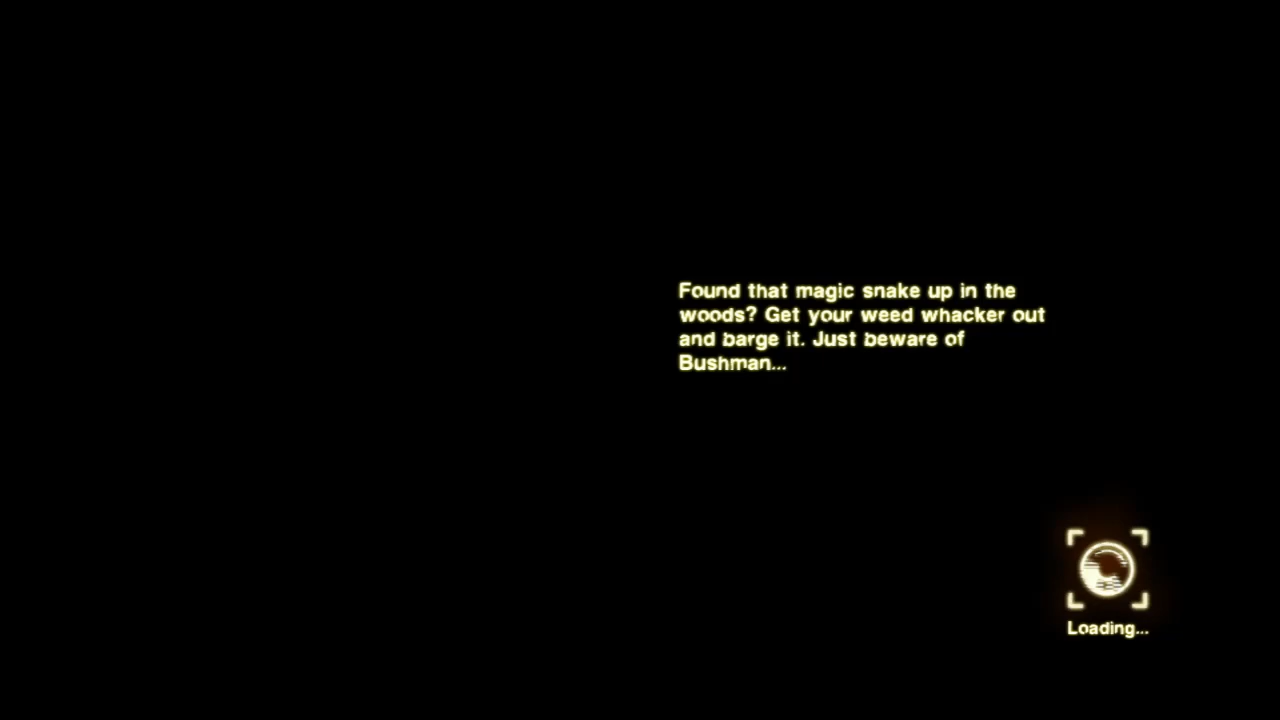 Found that magic snake up in the
woods? Get your weed whacker out
and barge it. Just beware of
Bushman...
Loading...